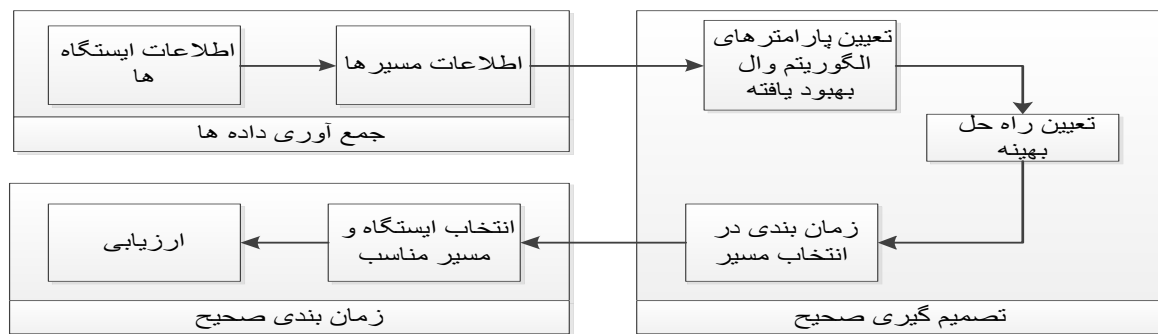 اطلاعات ایستگاه
ها
اطلاعات مسیرها
جمع آوری داده ها
تعیین پارامترهای
الگوریتم وال
بهبود یافته
تعیین راه حل
بهینه
زمان بندی در
انتخاب مسیر
تصمیم گیری صحیح
انتخاب ایستگاه و
مسیر مناسب
ارزیابی
زمان بندی صحیح